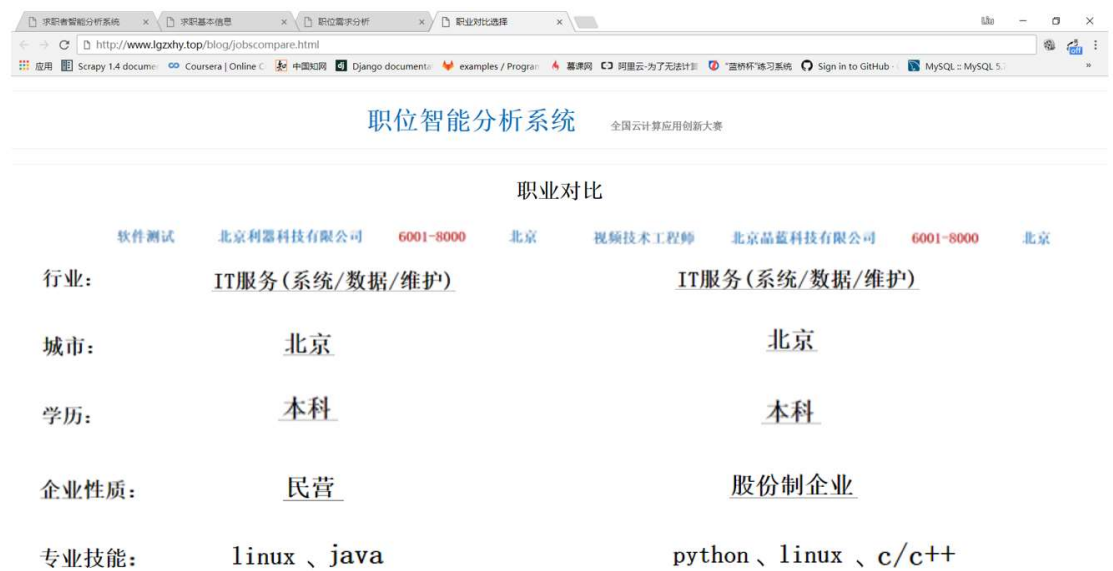 求职者智能分析系统 × 求职基本信息 × 职位需求分析 × 职业对比选择 ×
http://www.lgzxhy.top/blog/jobscompare.html
应用 Scrapy 1.4 docume Coursera | Online C 中国知网 Django documenta examples / Program 慕课网 阿里云-为了无法计算 "蓝桥杯"练习系统 Sign in to GitHub · MySQL :: MySQL 5. »
职位智能分析系统 全国云计算应用创新大赛
职业对比
软件测试 北京利器科技有限公司 6001-8000 北京 视频技术工程师 北京晶蓝科技有限公司 6001-8000 北京
行业： IT服务(系统/数据/维护) IT服务(系统/数据/维护)
城市： 北京 北京
学历： 本科 本科
企业性质： 民营 股份制企业
专业技能： linux 、java python 、linux 、c/c++